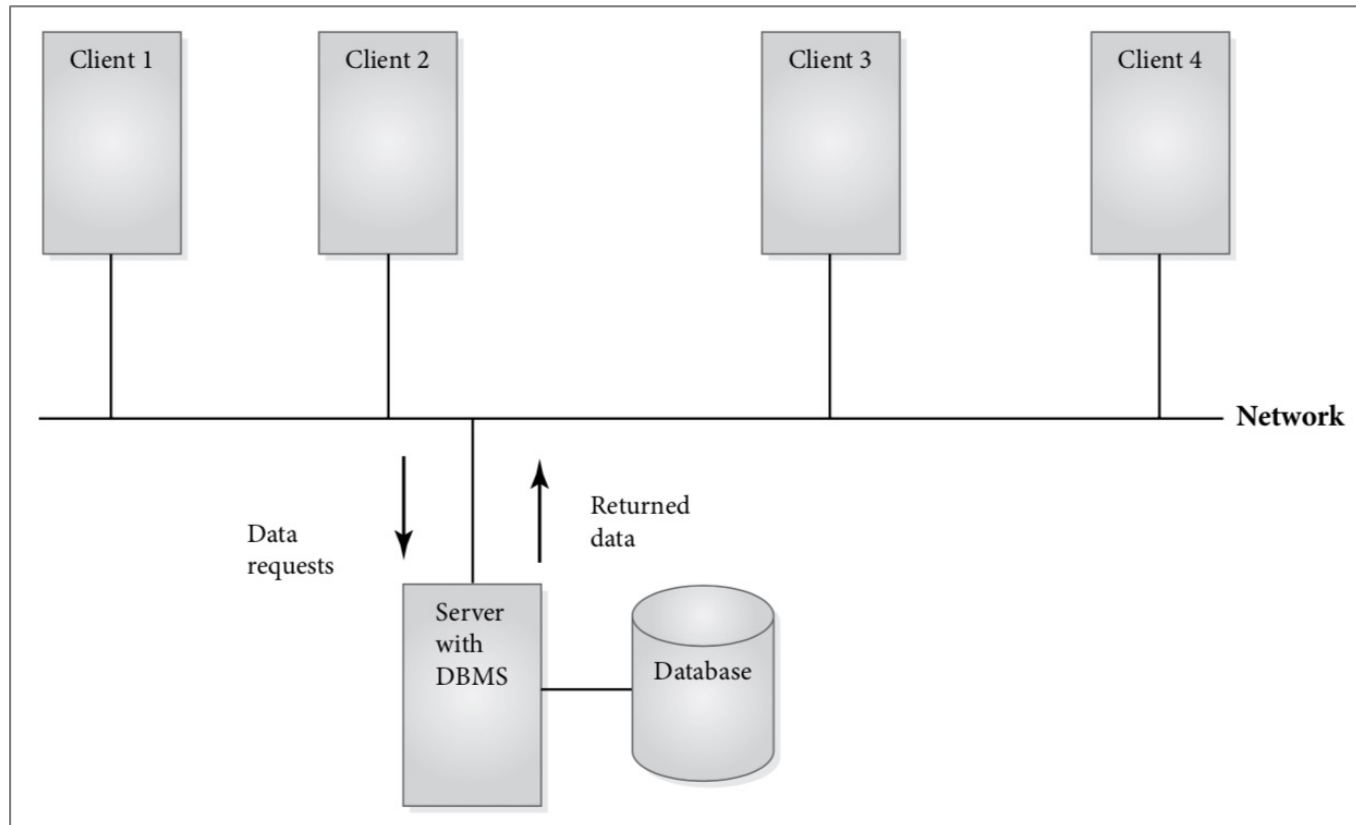 Client 1
Client 2
Client 3
Client 4
Network
Data
requests
Returned
data
Server
with
DBMS
Database